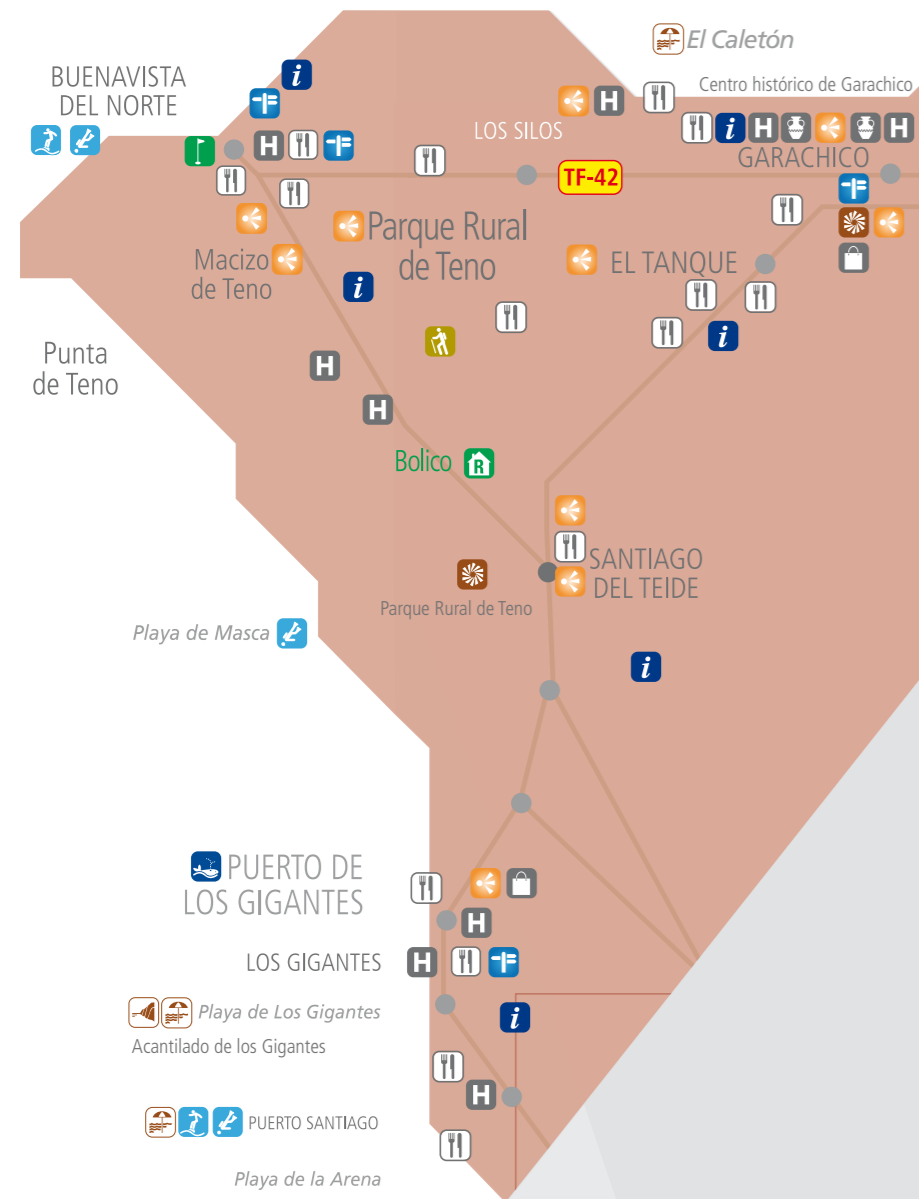 El Caletón
BUENAVISTA
DEL NORTE
i
Centro histórico de Garachico
H
LOS SILOS
i H H
H
GARACHICO
TF-42
Parque Rural
de Teno
Macizo
de Teno
EL TANQUE
i
i
Punta
de Teno
H
H
Bolico R
SANTIAGO
DEL TEIDE
Parque Rural de Teno
Playa de Masca
i
PUERTO DE
LOS GIGANTES
H
LOS GIGANTES H
Playa de Los Gigantes
i
Acantilado de los Gigantes
H
PUERTO SANTIAGO
Playa de la Arena